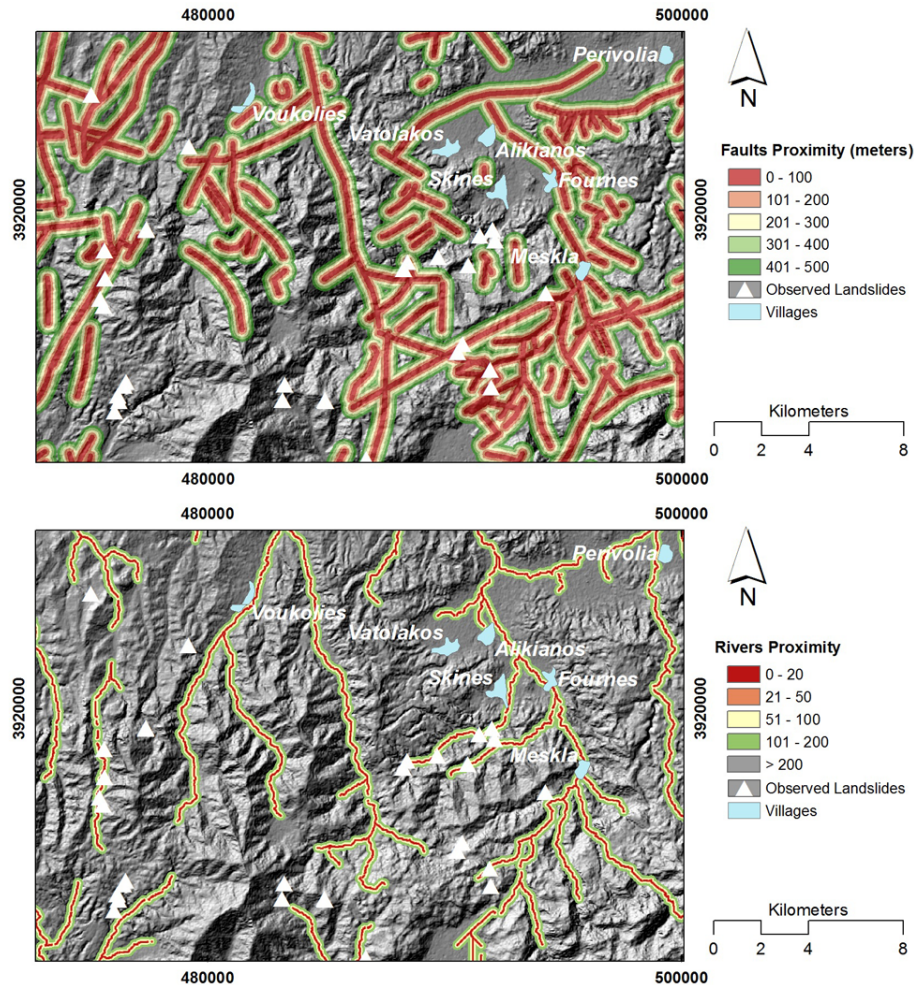 480000 500000
Perivolia
Voukolies
Vatolakos
Alikianos
Skines
Fournes
Meskla
3920000
3920000
480000 500000
N
Faults Proximity (meters)
0 - 100
101 - 200
201 - 300
301 - 400
401 - 500
Observed Landslides
Villages
Kilometers
0 2 4 8
480000 500000
Perivolia
Voukolies
Vatolakos
Alikianos
Skines
Fournes
Meskla
3920000
3920000
480000 500000
N
Rivers Proximity
0 - 20
21 - 50
51 - 100
101 - 200
> 200
Observed Landslides
Villages
Kilometers
0 2 4 8